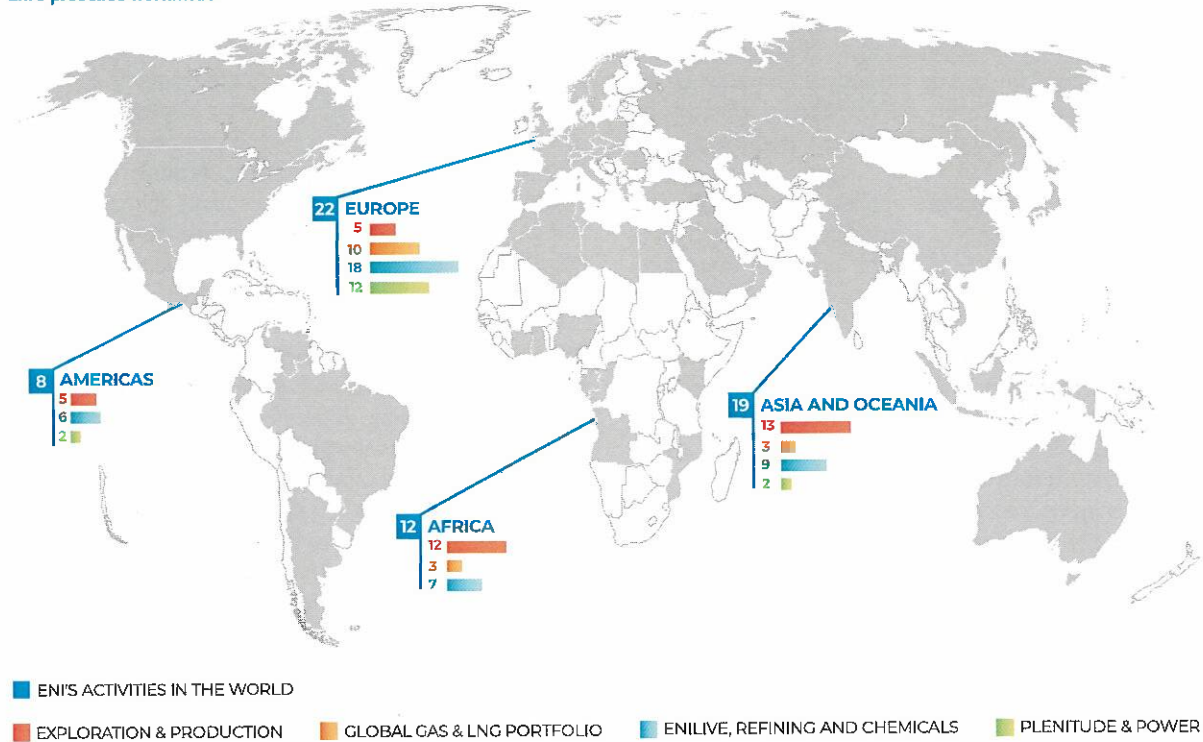 22 EUROPE
5
10
18
12
8 AMERICAS
5
6
2
19 ASIA AND OCEANIA
13
3
9
2
12 AFRICA
12
3
7
ENI'S ACTIVITIES IN THE WORLD
EXPLORATION & PRODUCTION GLOBAL GAS & LNG PORTFOLIO ENILIVE, REFINING AND CHEMICALS PLENITUDE & POWER